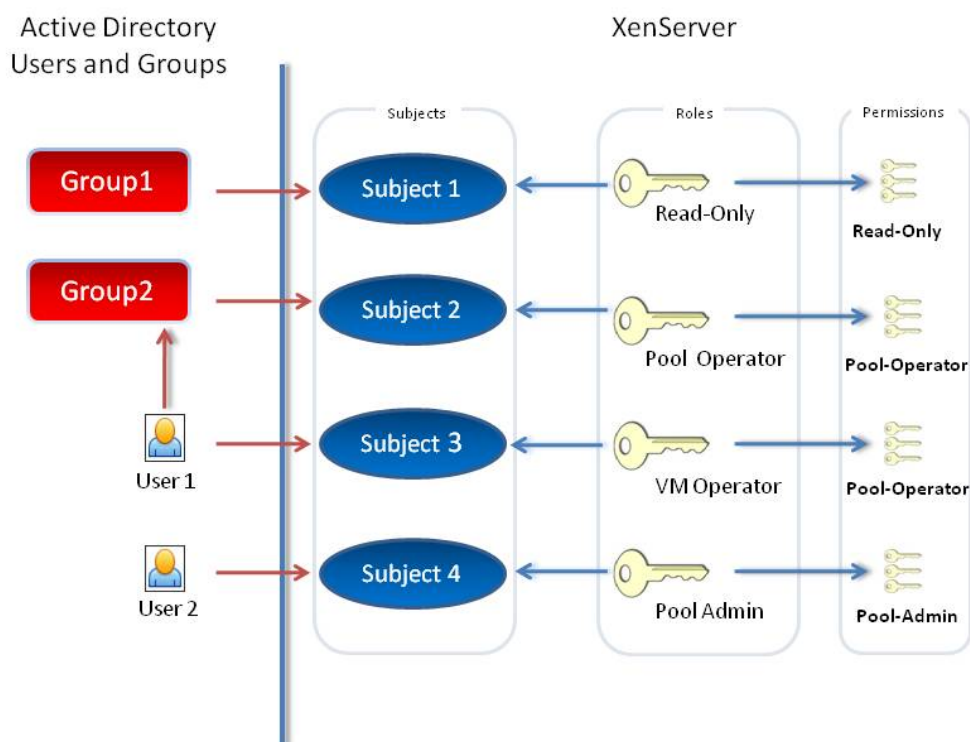 Active Directory
Users and Groups
XenServer
Subjects
Roles
Permissions
Group1
Subject 1
Read-Only
Read-Only
Group2
Subject 2
Pool Operator
Pool-Operator
User 1
Subject 3
VM Operator
Pool-Operator
User 2
Subject 4
Pool Admin
Pool-Admin